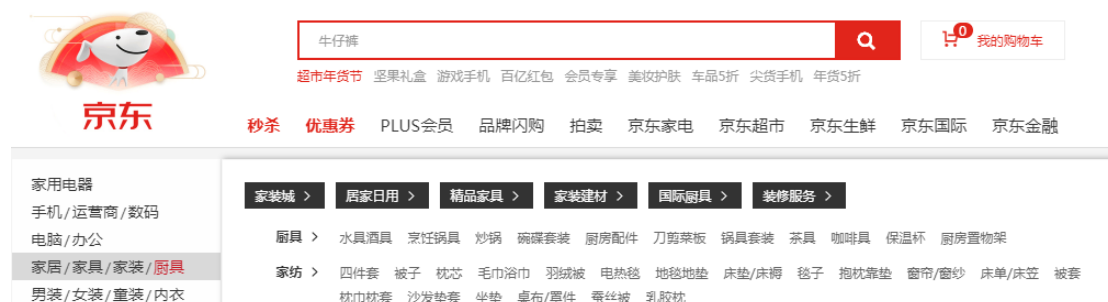 牛仔裤
0 我的购物车
超市年货节 坚果礼盒 游戏手机 百亿红包 会员专享 美妆护肤 车品5折 尖货手机 年货5折
京东
秒杀 优惠券 PLUS会员 品牌闪购 拍卖 京东家电 京东超市 京东生鲜 京东国际 京东金融
家用电器
手机/运营商/数码
电脑/办公
家居/家具/家装/厨具
男装/女装/童装/内衣
家装城 > 居家日用 > 精品家具 > 家装建材 > 国际厨具 > 装修服务 >
厨具 > 水具酒具 烹饪锅具 炒锅 碗碟套装 厨房配件 刀剪菜板 锅具套装 茶具 咖啡具 保温杯 厨房置物架
家纺 > 四件套 被子 枕芯 毛巾浴巾 羽绒被 电热毯 地毯地垫 床垫/床褥 毯子 抱枕靠垫 窗帘/窗纱 床单/床笠 被套
枕巾枕套 沙发垫套 坐垫 桌布/罩件 蚕丝被 乳胶枕